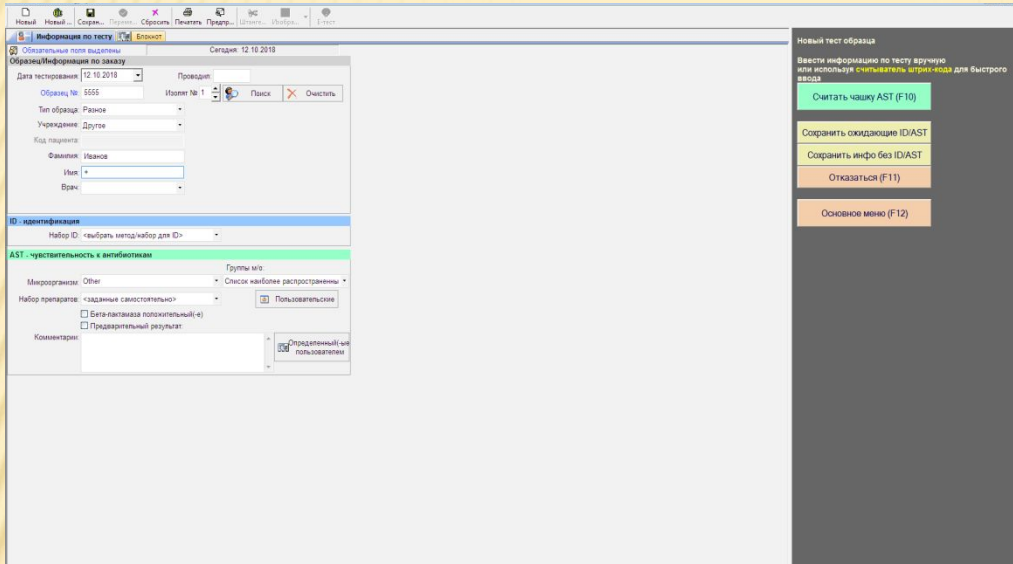 Новый Новый ... Сохран... Переме... Сбросить Печатать Предпр... Штинге... Изобра... E-тест
Информация по тесту Блокнот
Обязательные поля выделены Сегодня: 12.10.2018
Образец/Информация по заказу
Дата тестирования: 12.10.2018 Проводил:
Образец №: 5555 Изолят № 1 Поиск Очистить
Тип образца: Разное
Учреждение: Другое
Код пациента:
Фамилия: Иванов
Имя: +
Врач:
ID - идентификация
Набор ID: <выбрать метод/набор для ID>
AST - чувствительность к антибиотикам
Группы м/о:
Микроорганизм: Other Список наиболее распространенны
Набор препаратов: <заданные самостоятельно> Пользовательские
Бета-лактамаза положительный(-е)
Предварительный результат:
Комментарии: Определенный(-ые
пользователем
Новый тест образца
Ввести информацию по тесту вручную
или используя считыватель штрих-кода для быстрого
ввода
Считать чашку AST (F10)
Сохранить ожидающие ID/AST
Сохранить инфо без ID/AST
Отказаться (F11)
Основное меню (F12)